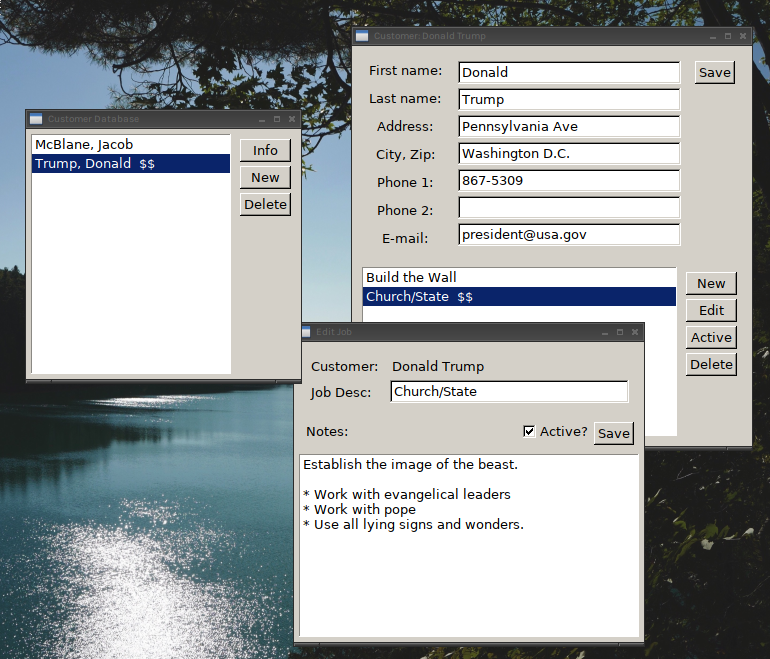 Customer: Donald Trump
First name: Donald Save
Last name: Trump
Address: Pennsylvania Ave
City, Zip: Washington D.C.
Phone 1: 867-5309
Phone 2:
E-mail: president@usa.gov
Build the Wall
Church/State $$
New
Edit
Active
Delete
Customer Database
McBlane, Jacob
Trump, Donald $$
Info
New
Delete
Edit Job
Customer: Donald Trump
Job Desc: Church/State
Notes: Active? Save
Establish the image of the beast.
* Work with evangelical leaders
* Work with pope
* Use all lying signs and wonders.